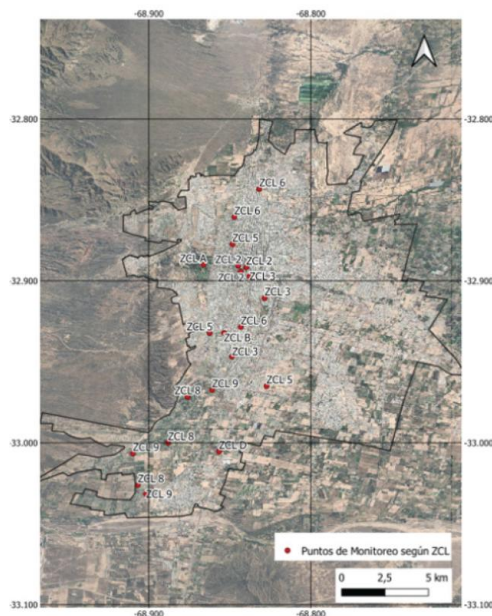 -68.900 -68.800
-32.800 -32.800
ZCL 6
ZCL 6
ZCL 5
ZCL A ZCL 2 ZCL 2
ZCL 2 ZCL 3
-32.900 -32.900
ZCL 3
ZCL 5 ZCL 6
ZCL B
ZCL 3
ZCL 8 ZCL 9 ZCL 5
-33.000 -33.000
ZCL 9 ZCL 8 ZCL D
ZCL 8
ZCL 9
Puntos de Monitoreo según ZCL
0 2,5 5 km
-33.100 -33.100
-68.900 -68.800